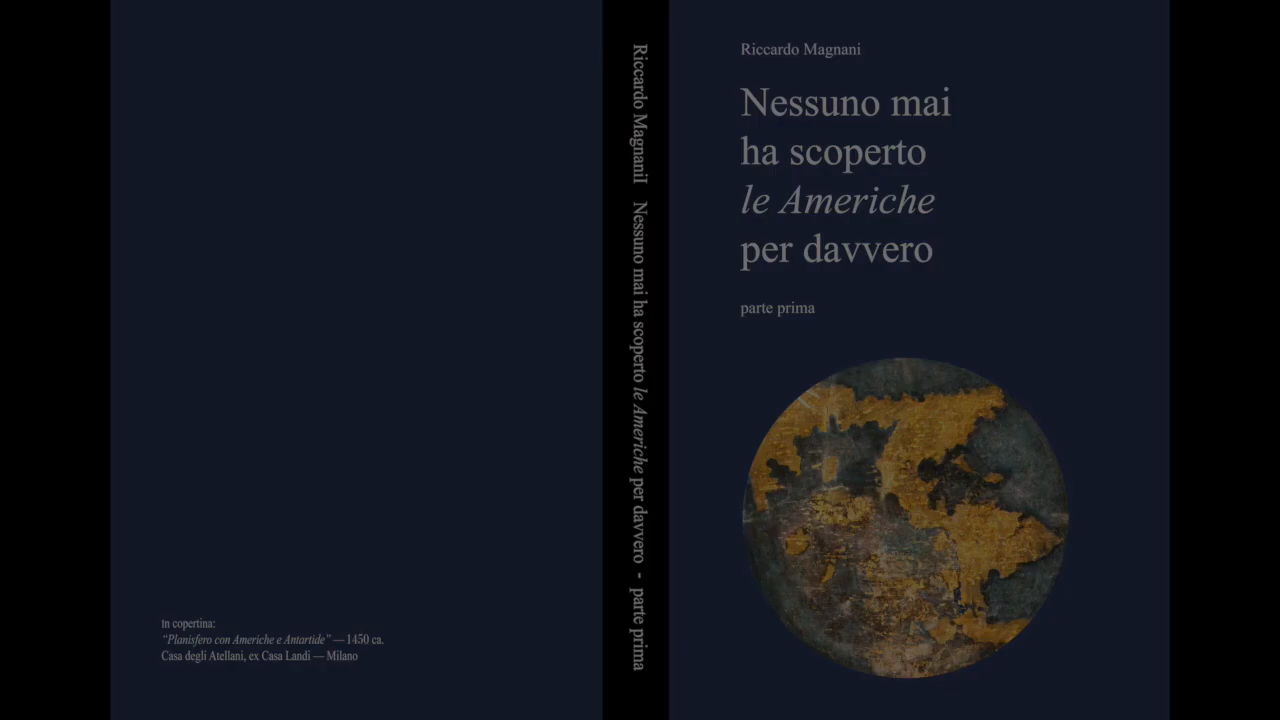 Riccardo Magnani
Nessuno mai
ha scoperto
le Americhe
per davvero
parte prima
Riccardo MagnaniI Nessuno mai ha scoperto le Americhe per davvero - parte prima
In copertina:
“Planisfero con Americhe e Antartide” — 1450 ca.
Casa degli Atellani, ex Casa Landi — Milano